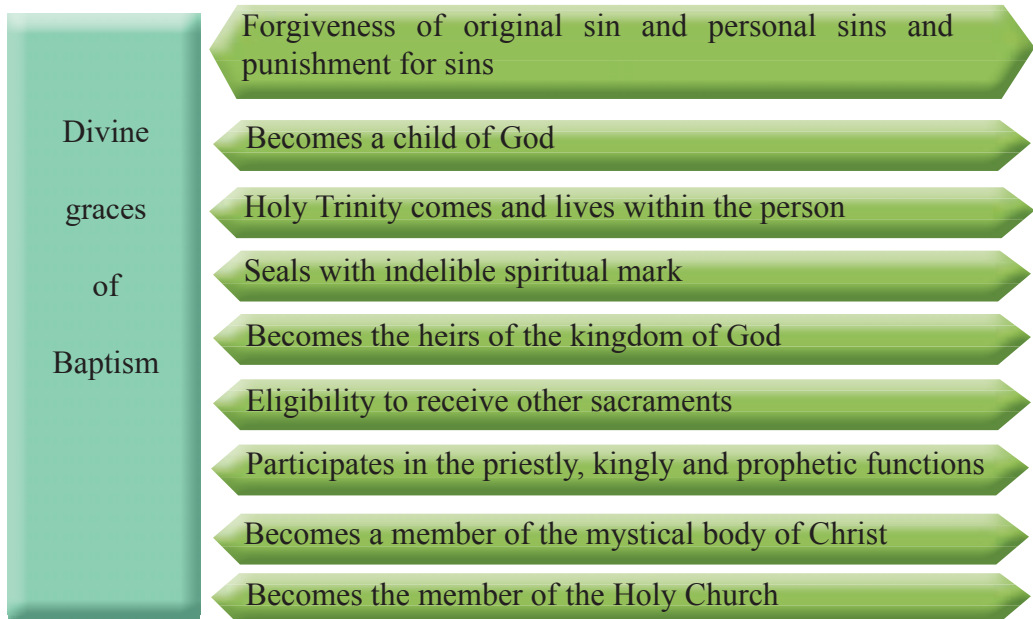 Divine
graces
of
Baptism
Forgiveness of original sin and personal sins and
punishment for sins
Becomes a child of God
Holy Trinity comes and lives within the person
Seals with indelible spiritual mark
Becomes the heirs of the kingdom of God
Eligibility to receive other sacraments
Participates in the priestly, kingly and prophetic functions
Becomes a member of the mystical body of Christ
Becomes the member of the Holy Church